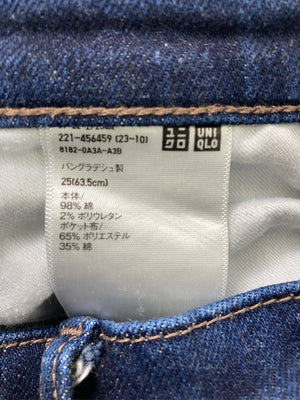 221-456459 (23-10)
8182-0A3A-A3B
ユニ
クロ
UNI
QLO
バングラデシュ製
25(63.5cm)
本体/
98% 綿
2% ポリウレタン
ポケット布/
65% ポリエステル
35% 綿